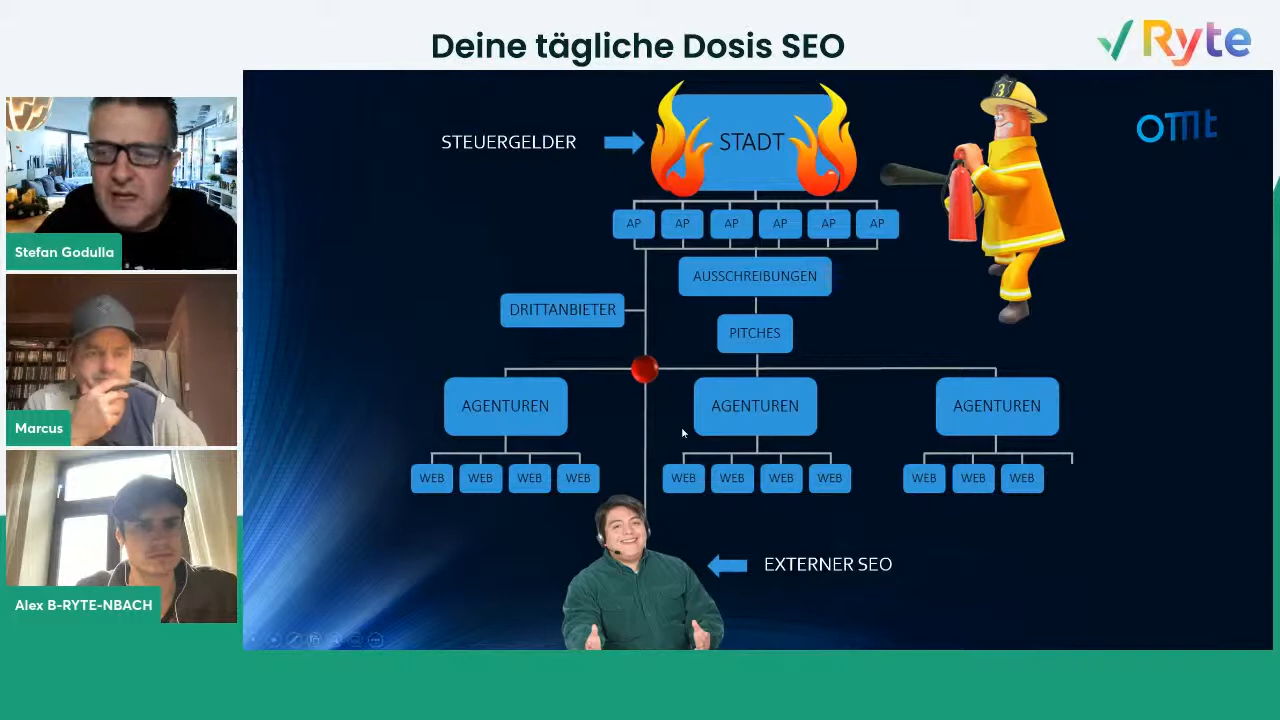 Deine tägliche Dosis SEO
Ryte
STEUERGELDER
STADT
3
omt
AP AP AP AP AP AP
AUSSCHREIBUNGEN
DRITTANBIETER
PITCHES
AGENTUREN AGENTUREN AGENTUREN
WEB WEB WEB WEB WEB WEB WEB WEB WEB WEB WEB
EXTERNER SEO
Stefan Godulla
Marcus
Alex B-RYTE-NBACH